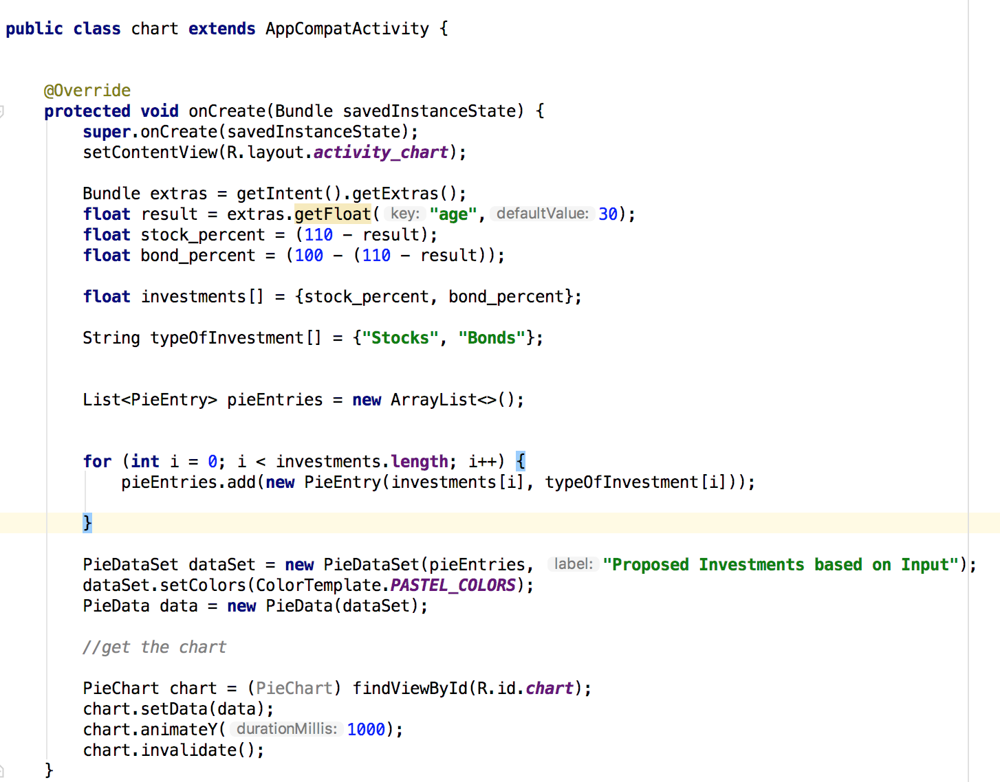 public class chart extends AppCompatActivity {
@Override
protected void onCreate(Bundle savedInstanceState) {
super.onCreate(savedInstanceState);
setContentView(R.layout.activity_chart);
Bundle extras = getIntent().getExtras();
float result = extras.getFloat( key: "age", defaultValue: 30);
float stock_percent = (110 - result);
float bond_percent = (100 - (110 - result));
float investments[] = {stock_percent, bond_percent};
String typeOfInvestment[] = {"Stocks", "Bonds"};
List<PieEntry> pieEntries = new ArrayList<>();
for (int i = 0; i < investments.length; i++) {
pieEntries.add(new PieEntry(investments[i], typeOfInvestment[i]));
}
PieDataSet dataSet = new PieDataSet(pieEntries, label: "Proposed Investments based on Input");
dataSet.setColors(ColorTemplate.PASTEL_COLORS);
PieData data = new PieData(dataSet);
//get the chart
PieChart chart = (PieChart) findViewById(R.id.chart);
chart.setData(data);
chart.animateY( durationMillis: 1000);
chart.invalidate();
}